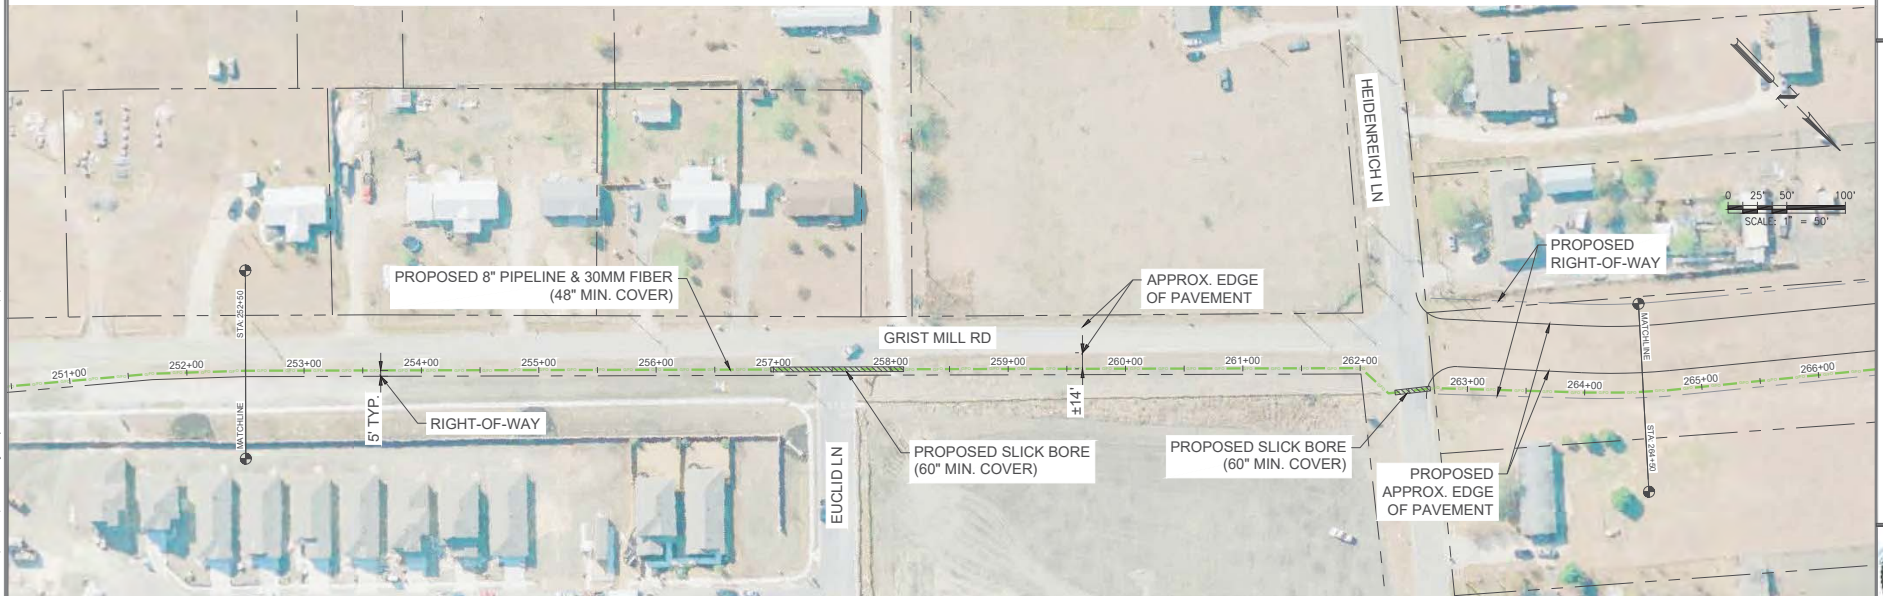 HEIDENREICH LN
0 25' 50' 100'
SCALE: 1" = 50'
PROPOSED
RIGHT-OF-WAY
PROPOSED 8" PIPELINE & 30MM FIBER
(48" MIN. COVER)
APPROX. EDGE
OF PAVEMENT
STA: 252+50
MATCHLINE
GRIST MILL RD
251+00
252+00
253+00
254+00
255+00
256+00
257+00
258+00
259+00
260+00
261+00
262+00
263+00
264+00
265+00
266+00
5' TYP.
RIGHT-OF-WAY
±14'
MATCHLINE
STA: 264+50
EUCLID LN
PROPOSED SLICK BORE
(60" MIN. COVER)
PROPOSED SLICK BORE
(60" MIN. COVER)
PROPOSED
APPROX. EDGE
OF PAVEMENT